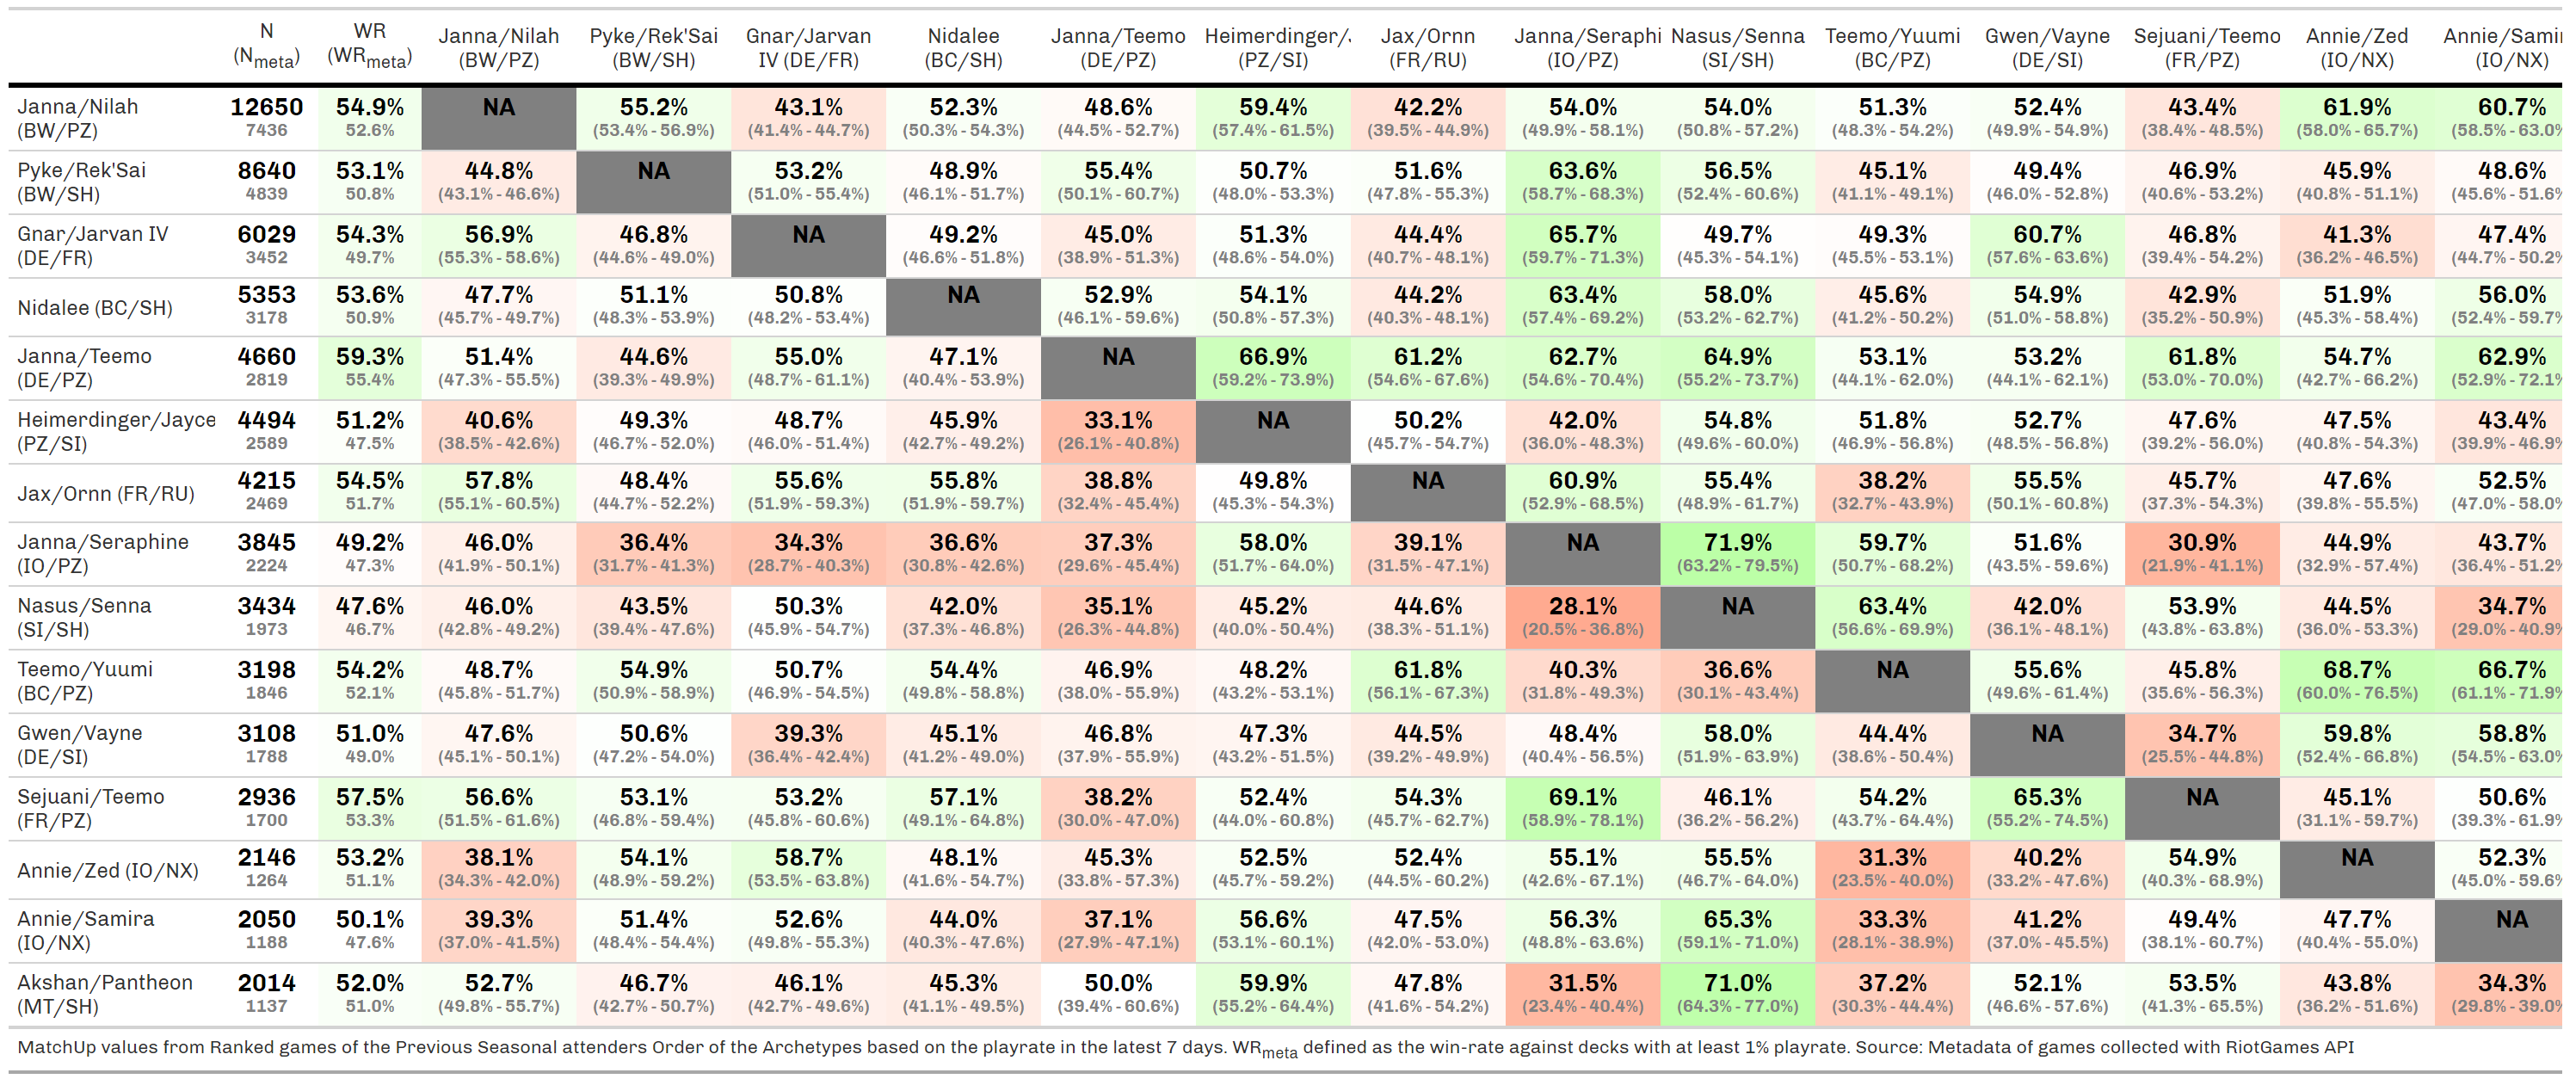 N WR Janna/Nilah Pyke/Rek'Sai Gnar/Jarvan Nidalee Janna/Teemo Heimerdinger/J Jax/Ornn Janna/Seraphi Nasus/Senna Teemo/Yuumi Gwen/Vayne Sejuani/Teemo Annie/Zed Annie/Samir
(Nmeta) (WRmeta) (BW/PZ) (BW/SH) IV (DE/FR) (BC/SH) (DE/PZ) (PZ/SI) (FR/RU) (IO/PZ) (SI/SH) (BC/PZ) (DE/SI) (FR/PZ) (IO/NX) (IO/NX)
Janna/Nilah 12650 54.9% NA 55.2% 43.1% 52.3% 48.6% 59.4% 42.2% 54.0% 54.0% 51.3% 52.4% 43.4% 61.9% 60.7%
(BW/PZ) 7436 52.6% (53.4% - 56.9%) (41.4% - 44.7%) (50.3% - 54.3%) (44.5% - 52.7%) (57.4% - 61.5%) (39.5% - 44.9%) (49.9% - 58.1%) (50.8% - 57.2%) (48.3% - 54.2%) (49.9% - 54.9%) (38.4% - 48.5%) (58.0% - 65.7%) (58.5% - 63.0%
Pyke/Rek'Sai 8640 53.1% 44.8% NA 53.2% 48.9% 55.4% 50.7% 51.6% 63.6% 56.5% 45.1% 49.4% 46.9% 45.9% 48.6%
(BW/SH) 4839 50.8% (43.1% - 46.6%) (51.0% - 55.4%) (46.1% - 51.7%) (50.1% - 60.7%) (48.0% - 53.3%) (47.8% - 55.3%) (58.7% - 68.3%) (52.4% - 60.6%) (41.1% - 49.1%) (46.0% - 52.8%) (40.6% - 53.2%) (40.8% - 51.1%) (45.6% - 51.6%
Gnar/Jarvan IV 6029 54.3% 56.9% 46.8% NA 49.2% 45.0% 51.3% 44.4% 65.7% 49.7% 49.3% 60.7% 46.8% 41.3% 47.4%
(DE/FR) 3452 49.7% (55.3% - 58.6%) (44.6% - 49.0%) (46.6% - 51.8%) (38.9% - 51.3%) (48.6% - 54.0%) (40.7% - 48.1%) (59.7% - 71.3%) (45.3% - 54.1%) (45.5% - 53.1%) (57.6% - 63.6%) (39.4% - 54.2%) (36.2% - 46.5%) (44.7% - 50.2%
Nidalee (BC/SH) 5353 53.6% 47.7% 51.1% 50.8% NA 52.9% 54.1% 44.2% 63.4% 58.0% 45.6% 54.9% 42.9% 51.9% 56.0%
3178 50.9% (45.7% - 49.7%) (48.3% - 53.9%) (48.2% - 53.4%) (46.1% - 59.6%) (50.8% - 57.3%) (40.3% - 48.1%) (57.4% - 69.2%) (53.2% - 62.7%) (41.2% - 50.2%) (51.0% - 58.8%) (35.2% - 50.9%) (45.3% - 58.4%) (52.4% - 59.7%
Janna/Teemo 4660 59.3% 51.4% 44.6% 55.0% 47.1% NA 66.9% 61.2% 62.7% 64.9% 53.1% 53.2% 61.8% 54.7% 62.9%
(DE/PZ) 2819 55.4% (47.3% - 55.5%) (39.3% - 49.9%) (48.7% - 61.1%) (40.4% - 53.9%) (59.2% - 73.9%) (54.6% - 67.6%) (54.6% - 70.4%) (55.2% - 73.7%) (44.1% - 62.0%) (44.1% - 62.1%) (53.0% - 70.0%) (42.7% - 66.2%) (52.9% - 72.1%
Heimerdinger/Jayce 4494 51.2% 40.6% 49.3% 48.7% 45.9% 33.1% NA 50.2% 42.0% 54.8% 51.8% 52.7% 47.6% 47.5% 43.4%
(PZ/SI) 2589 47.5% (38.5% - 42.6%) (46.7% - 52.0%) (46.0% - 51.4%) (42.7% - 49.2%) (26.1% - 40.8%) (45.7% - 54.7%) (36.0% - 48.3%) (49.6% - 60.0%) (46.9% - 56.8%) (48.5% - 56.8%) (39.2% - 56.0%) (40.8% - 54.3%) (39.9% - 46.9%
Jax/Ornn (FR/RU) 4215 54.5% 57.8% 48.4% 55.6% 55.8% 38.8% 49.8% NA 60.9% 55.4% 38.2% 55.5% 45.7% 47.6% 52.5%
2469 51.7% (55.1% - 60.5%) (44.7% - 52.2%) (51.9% - 59.3%) (51.9% - 59.7%) (32.4% - 45.4%) (45.3% - 54.3%) (52.9% - 68.5%) (48.9% - 61.7%) (32.7% - 43.9%) (50.1% - 60.8%) (37.3% - 54.3%) (39.8% - 55.5%) (47.0% - 58.0%
Janna/Seraphine 3845 49.2% 46.0% 36.4% 34.3% 36.6% 37.3% 58.0% 39.1% NA 71.9% 59.7% 51.6% 30.9% 44.9% 43.7%
(IO/PZ) 2224 47.3% (41.9% - 50.1%) (31.7% - 41.3%) (28.7% - 40.3%) (30.8% - 42.6%) (29.6% - 45.4%) (51.7% - 64.0%) (31.5% - 47.1%) (63.2% - 79.5%) (50.7% - 68.2%) (43.5% - 59.6%) (21.9% - 41.1%) (32.9% - 57.4%) (36.4% - 51.2%
Nasus/Senna 3434 47.6% 46.0% 43.5% 50.3% 42.0% 35.1% 45.2% 44.6% 28.1% NA 63.4% 42.0% 53.9% 44.5% 34.7%
(SI/SH) 1973 46.7% (42.8% - 49.2%) (39.4% - 47.6%) (45.9% - 54.7%) (37.3% - 46.8%) (26.3% - 44.8%) (40.0% - 50.4%) (38.3% - 51.1%) (20.5% - 36.8%) (56.6% - 69.9%) (36.1% - 48.1%) (43.8% - 63.8%) (36.0% - 53.3%) (29.0% - 40.9%
Teemo/Yuumi 3198 54.2% 48.7% 54.9% 50.7% 54.4% 46.9% 48.2% 61.8% 40.3% 36.6% NA 55.6% 45.8% 68.7% 66.7%
(BC/PZ) 1846 52.1% (45.8% - 51.7%) (50.9% - 58.9%) (46.9% - 54.5%) (49.8% - 58.8%) (38.0% - 55.9%) (43.2% - 53.1%) (56.1% - 67.3%) (31.8% - 49.3%) (30.1% - 43.4%) (49.6% - 61.4%) (35.6% - 56.3%) (60.0% - 76.5%) (61.1% - 71.9%
Gwen/Vayne 3108 51.0% 47.6% 50.6% 39.3% 45.1% 46.8% 47.3% 44.5% 48.4% 58.0% 44.4% NA 34.7% 59.8% 58.8%
(DE/SI) 1788 49.0% (45.1% - 50.1%) (47.2% - 54.0%) (36.4% - 42.4%) (41.2% - 49.0%) (37.9% - 55.9%) (43.2% - 51.5%) (39.2% - 49.9%) (40.4% - 56.5%) (51.9% - 63.9%) (38.6% - 50.4%) (25.5% - 44.8%) (52.4% - 66.8%) (54.5% - 63.0%
Sejuani/Teemo 2936 57.5% 56.6% 53.1% 53.2% 57.1% 38.2% 52.4% 54.3% 69.1% 46.1% 54.2% 65.3% NA 45.1% 50.6%
(FR/PZ) 1700 53.3% (51.5% - 61.6%) (46.8% - 59.4%) (45.8% - 60.6%) (49.1% - 64.8%) (30.0% - 47.0%) (44.0% - 60.8%) (45.7% - 62.7%) (58.9% - 78.1%) (36.2% - 56.2%) (43.7% - 64.4%) (55.2% - 74.5%) (31.1% - 59.7%) (39.3% - 61.9%
Annie/Zed (IO/NX) 2146 53.2% 38.1% 54.1% 58.7% 48.1% 45.3% 52.5% 52.4% 55.1% 55.5% 31.3% 40.2% 54.9% NA 52.3%
1264 51.1% (34.3% - 42.0%) (48.9% - 59.2%) (53.5% - 63.8%) (41.6% - 54.7%) (33.8% - 57.3%) (45.7% - 59.2%) (44.5% - 60.2%) (42.6% - 67.1%) (46.7% - 64.0%) (23.5% - 40.0%) (33.2% - 47.6%) (40.3% - 68.9%) (45.0% - 59.6%
Annie/Samira 2050 50.1% 39.3% 51.4% 52.6% 44.0% 37.1% 56.6% 47.5% 56.3% 65.3% 33.3% 41.2% 49.4% 47.7% NA
(IO/NX) 1188 47.6% (37.0% - 41.5%) (48.4% - 54.4%) (49.8% - 55.3%) (40.3% - 47.6%) (27.9% - 47.1%) (53.1% - 60.1%) (42.0% - 53.0%) (48.8% - 63.6%) (59.1% - 71.0%) (28.1% - 38.9%) (37.0% - 45.5%) (38.1% - 60.7%) (40.4% - 55.0%)
Akshan/Pantheon 2014 52.0% 52.7% 46.7% 46.1% 45.3% 50.0% 59.9% 47.8% 31.5% 71.0% 37.2% 52.1% 53.5% 43.8% 34.3%
(MT/SH) 1137 51.0% (49.8% - 55.7%) (42.7% - 50.7%) (42.7% - 49.6%) (41.1% - 49.5%) (39.4% - 60.6%) (55.2% - 64.4%) (41.6% - 54.2%) (23.4% - 40.4%) (64.3% - 77.0%) (30.3% - 44.4%) (46.6% - 57.6%) (41.3% - 65.5%) (36.2% - 51.6%) (29.8% - 39.0%
MatchUp values from Ranked games of the Previous Seasonal attenders Order of the Archetypes based on the playrate in the latest 7 days. WRmeta defined as the win-rate against decks with at least 1% playrate. Source: Metadata of games collected with RiotGames API